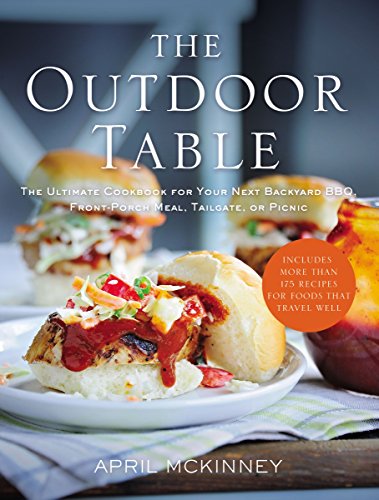 THE
OUTDOOR
TABLE
THE ULTIMATE COOKBOOK FOR YOUR NEXT BACKYARD BBQ,
FRONT-PORCH MEAL, TAILGATE, OR PICNIC
INCLUDES
MORE THAN
175 RECIPES
FOR FOODS THAT
TRAVEL WELL
APRIL MCKINNEY